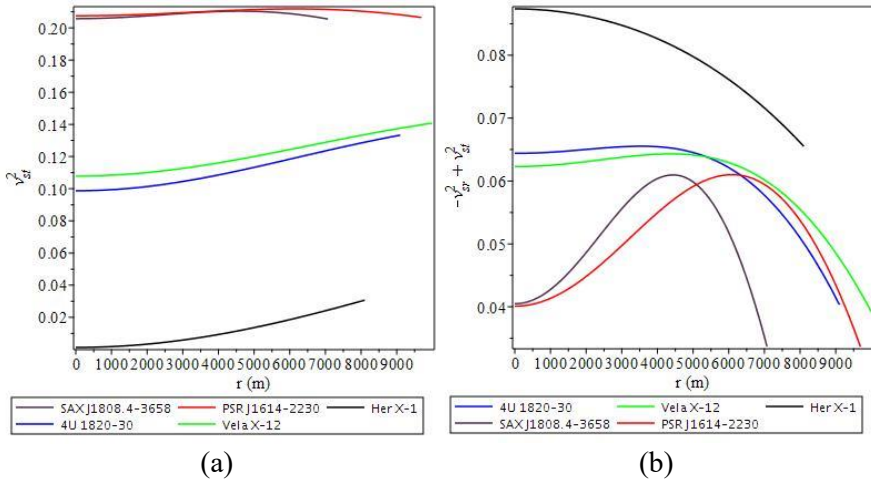 0.20
0.18
0.16
0.14
0.12
0.10
0.08
0.06
0.04
0.02
v²st
0 1000 2000 3000 4000 5000 6000 7000 8000 9000
r (m)
SAX J1808.4-3658 PSR J1614-2230 Her X-1
4U 1820-30 Vela X-12
(a)
0.08
0.07
0.06
0.05
0.04
-v²sr + v²st
0 1000 2000 3000 4000 5000 6000 7000 8000 9000
r (m)
4U 1820-30 Vela X-12 Her X-1
SAX J1808.4-3658 PSR J1614-2230
(b)